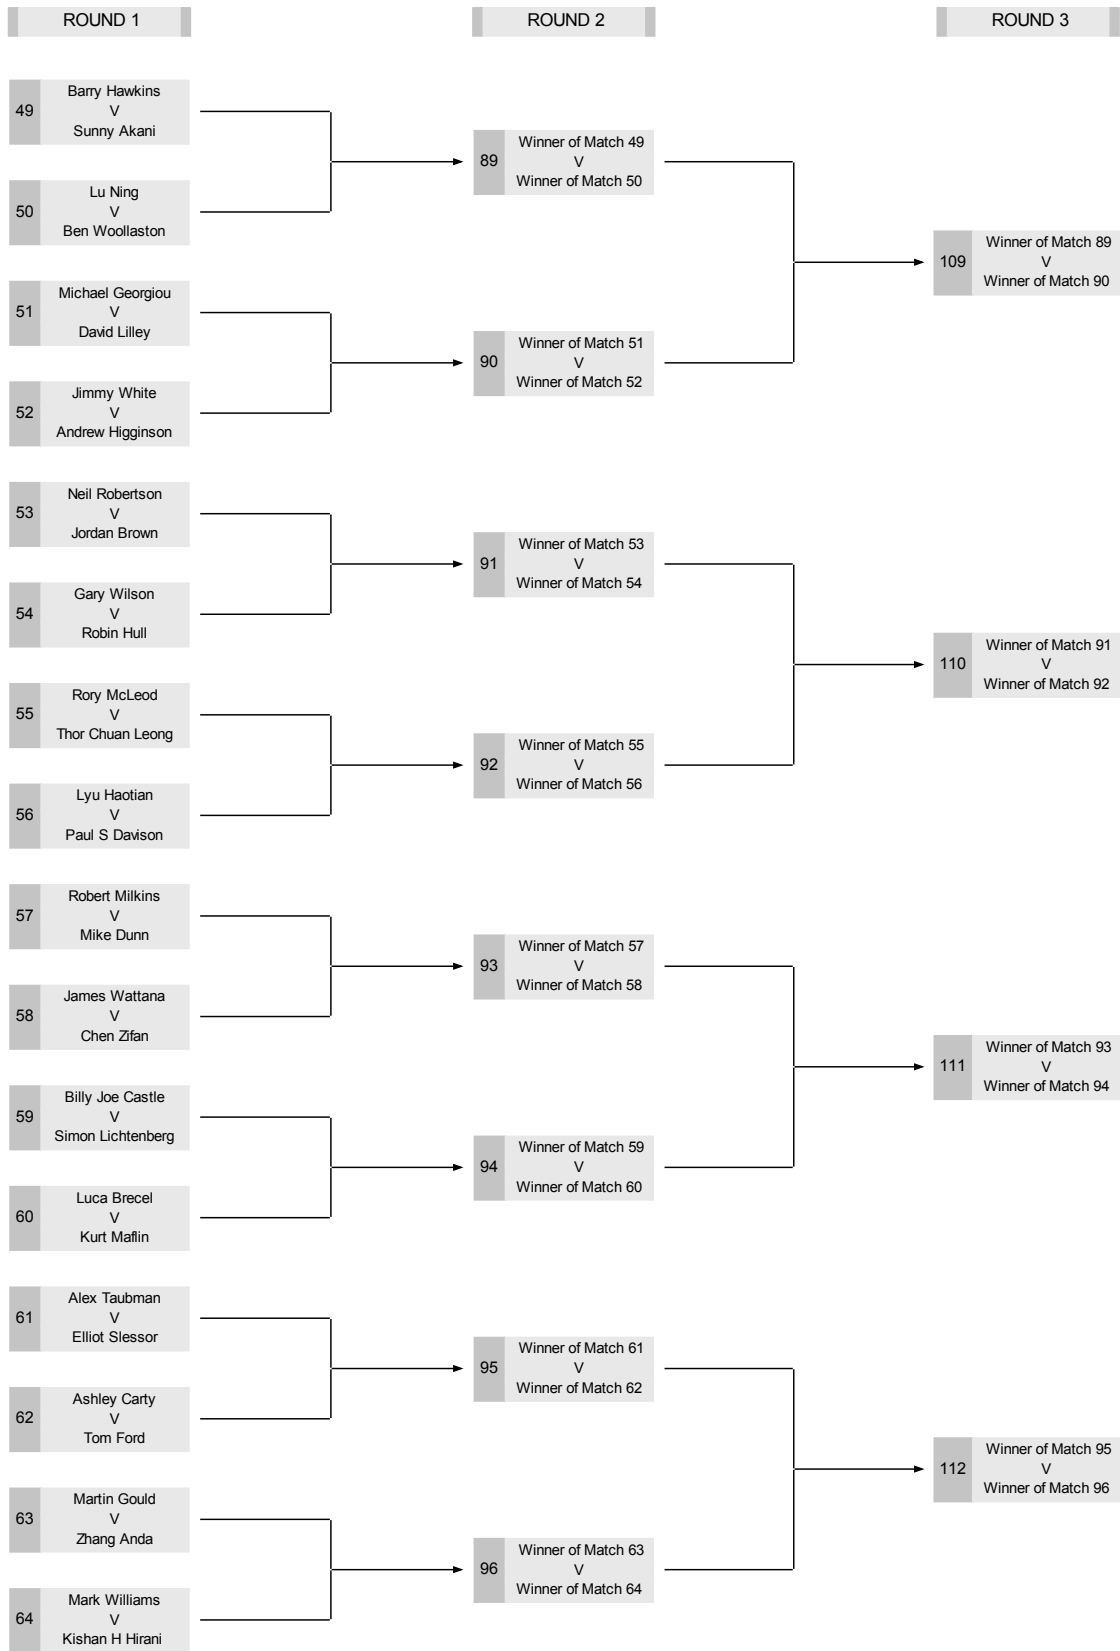 ROUND 1
ROUND 2
ROUND 3
49
Barry Hawkins
V
Sunny Akani
50
Lu Ning
V
Ben Woollaston
51
Michael Georgiou
V
David Lilley
52
Jimmy White
V
Andrew Higginson
53
Neil Robertson
V
Jordan Brown
54
Gary Wilson
V
Robin Hull
55
Rory McLeod
V
Thor Chuan Leong
56
Lyu Haotian
V
Paul S Davison
57
Robert Milkins
V
Mike Dunn
58
James Wattana
V
Chen Zifan
59
Billy Joe Castle
V
Simon Lichtenberg
60
Luca Brecel
V
Kurt Maflin
61
Alex Taubman
V
Elliot Slessor
62
Ashley Carty
V
Tom Ford
63
Martin Gould
V
Zhang Anda
64
Mark Williams
V
Kishan H Hirani
89
Winner of Match 49
V
Winner of Match 50
90
Winner of Match 51
V
Winner of Match 52
91
Winner of Match 53
V
Winner of Match 54
92
Winner of Match 55
V
Winner of Match 56
93
Winner of Match 57
V
Winner of Match 58
94
Winner of Match 59
V
Winner of Match 60
95
Winner of Match 61
V
Winner of Match 62
96
Winner of Match 63
V
Winner of Match 64
109
Winner of Match 89
V
Winner of Match 90
110
Winner of Match 91
V
Winner of Match 92
111
Winner of Match 93
V
Winner of Match 94
112
Winner of Match 95
V
Winner of Match 96